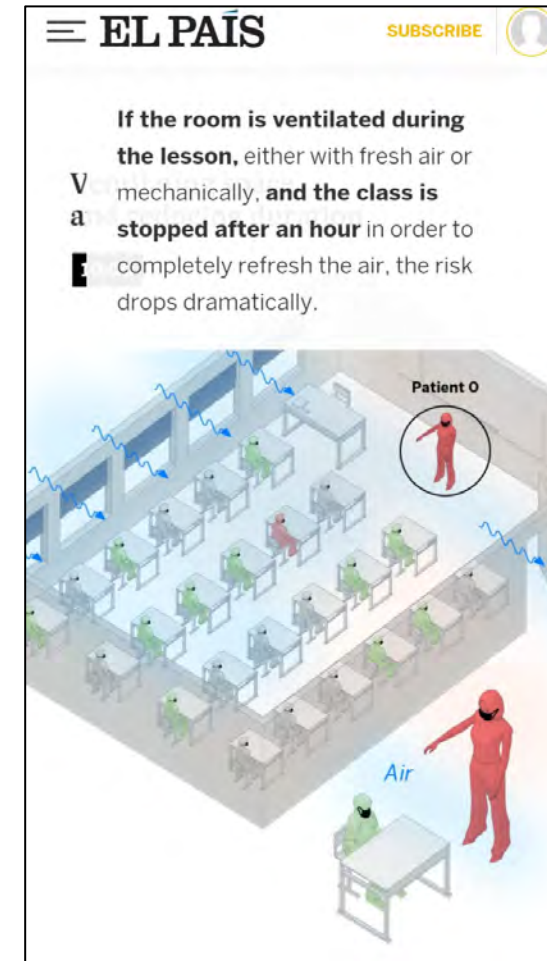 EL PAÍS
SUBSCRIBE
If the room is ventilated during
the lesson, either with fresh air or
mechanically, and the class is
stopped after an hour in order to
completely refresh the air, the risk
drops dramatically.
V
a
Patient 0
Air